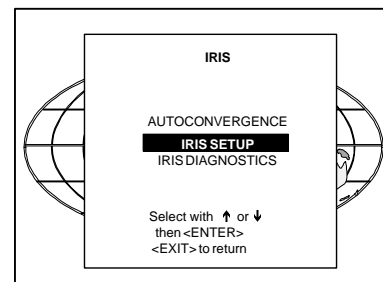 IRIS
AUTOCONVERGENCE
IRIS SETUP
IRIS DIAGNOSTICS
Select with ↑ or ↓
then <ENTER>
<EXIT> to return